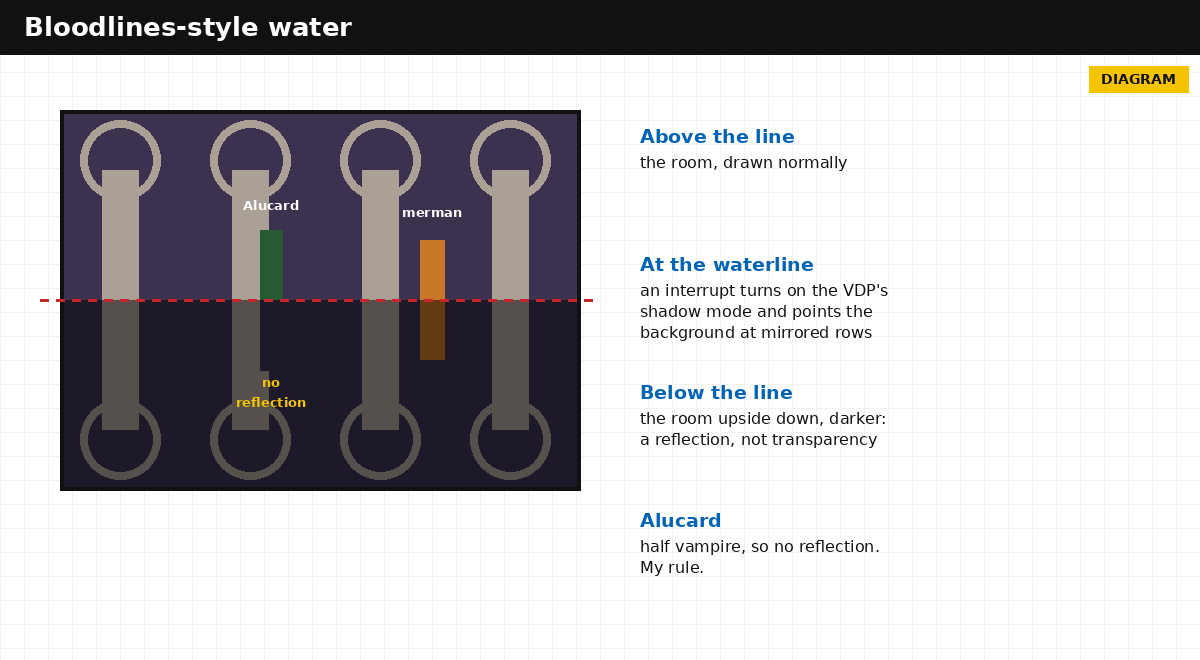 Bloodlines-style water
DIAGRAM
Alucard
merman
no
reflection
Above the line
the room, drawn normally
At the waterline
an interrupt turns on the VDP's
shadow mode and points the
background at mirrored rows
Below the line
the room upside down, darker:
a reflection, not transparency
Alucard
half vampire, so no reflection.
My rule.